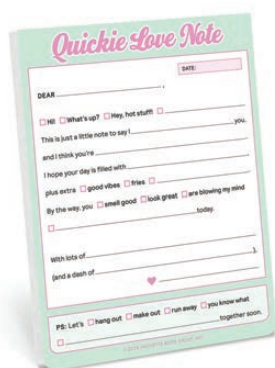 Quickie Love Note
DATE:
DEAR ,
Hi! What's up? Hey, hot stuff!
This is just a little note to say I you,
and I think you're
I hope your day is filled with
plus extra good vibes fries
By the way, you smell good look great are blowing my mind
today.
With lots of
(and a dash of
PS: Let's hang out make out run away you know what
together soon.